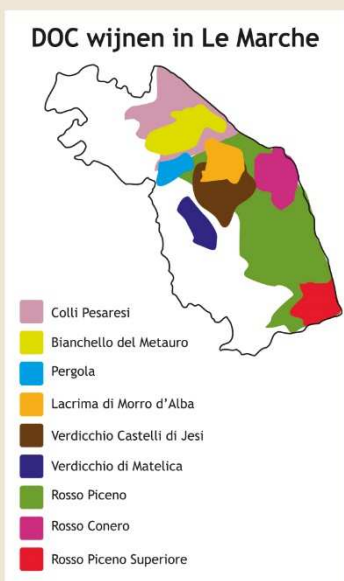 DOC wijnen in Le Marche
Colli Pesaresi
Bianchello del Metauro
Pergola
Lacrima di Morro d'Alba
Verdicchio Castelli di Jesi
Verdicchio di Matelica
Rosso Piceno
Rosso Conero
Rosso Piceno Superiore